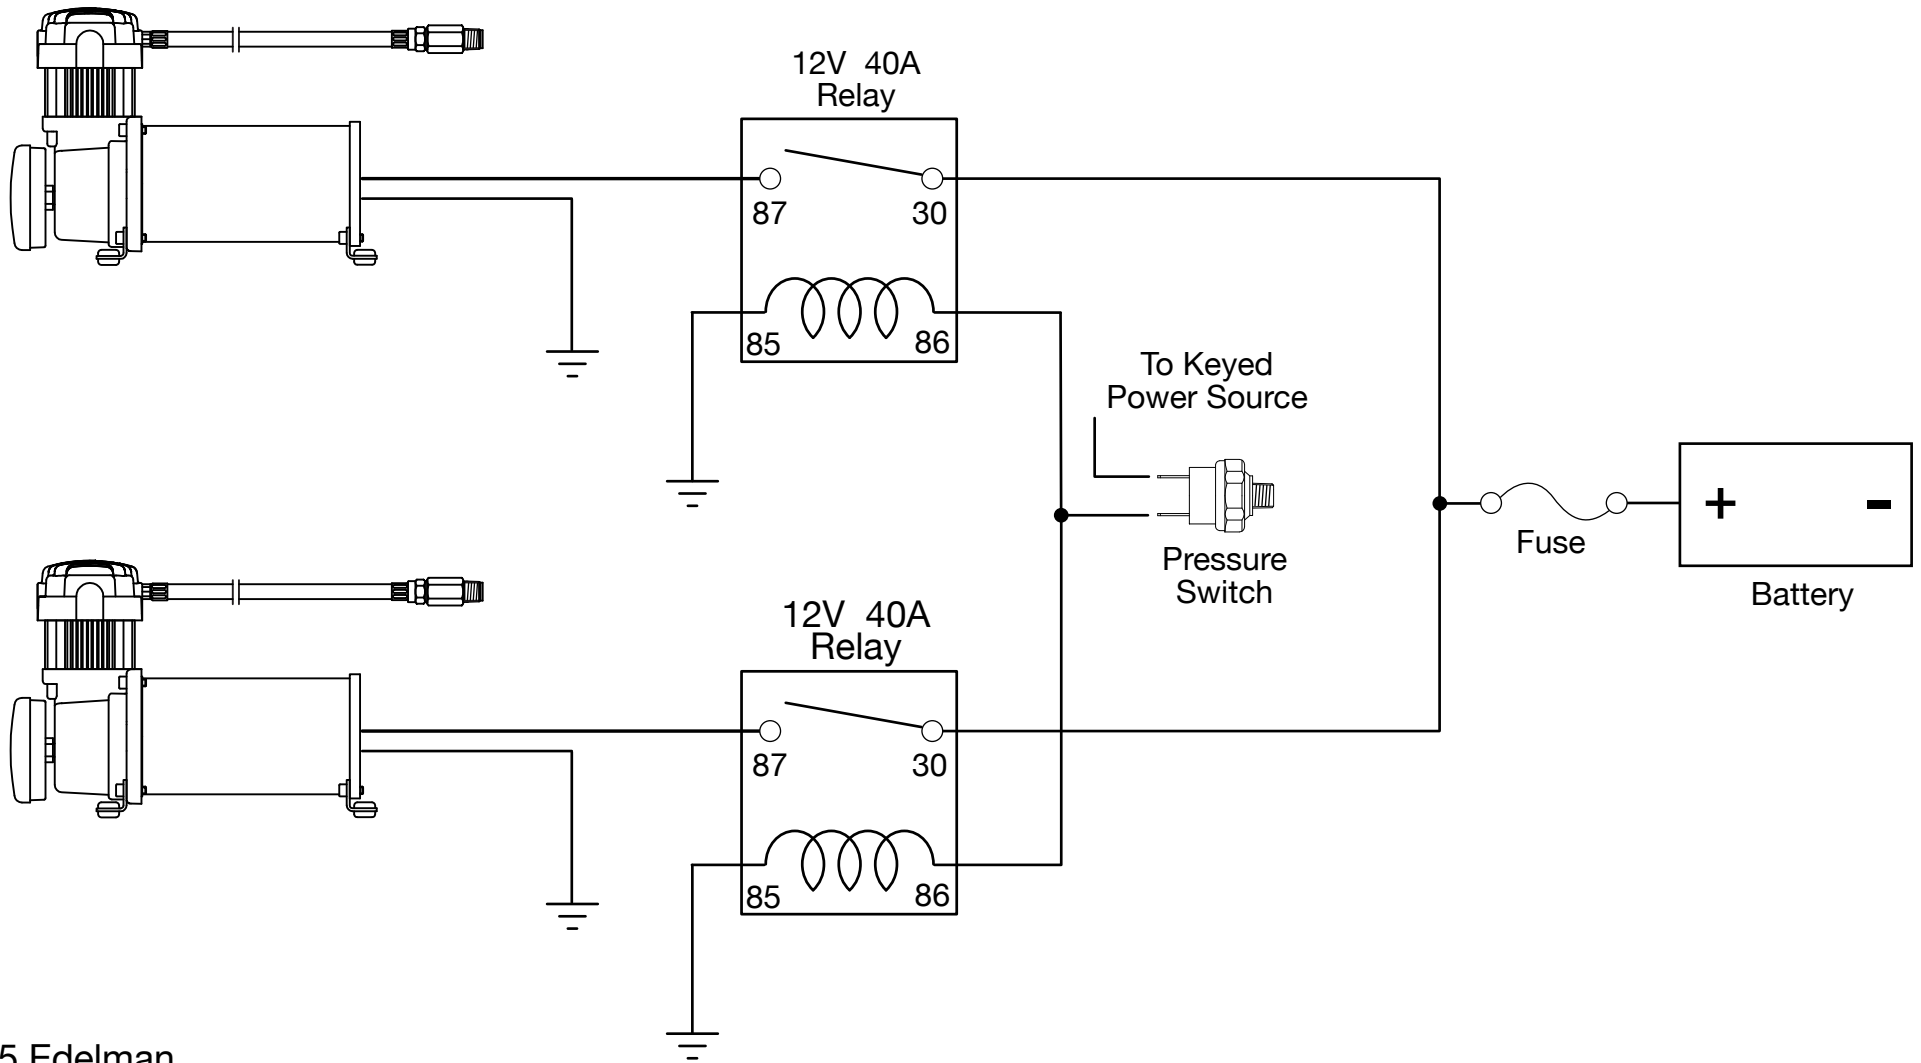 12V 40A
Relay
87
30
85
86
To Keyed
Power Source
Pressure
Switch
+
-
Fuse
Battery
12V 40A
Relay
87
30
85
86
5 Edelman